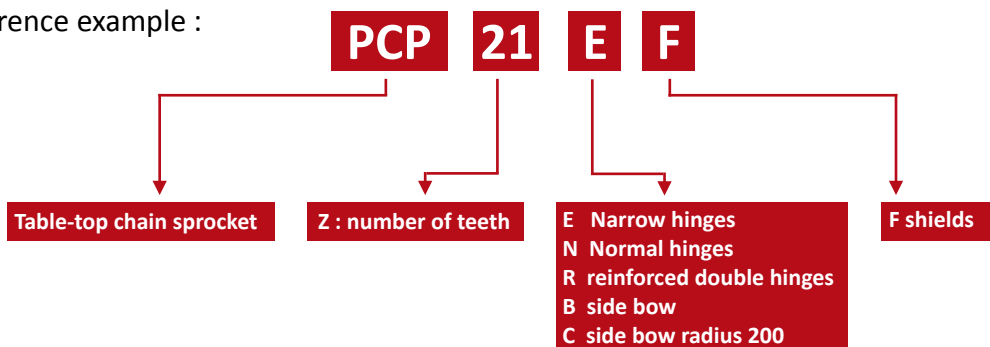 rence example :
PCP 21 E F
Table-top chain sprocket
Z : number of teeth
E Narrow hinges
N Normal hinges
R reinforced double hinges
B side bow
C side bow radius 200
F shields